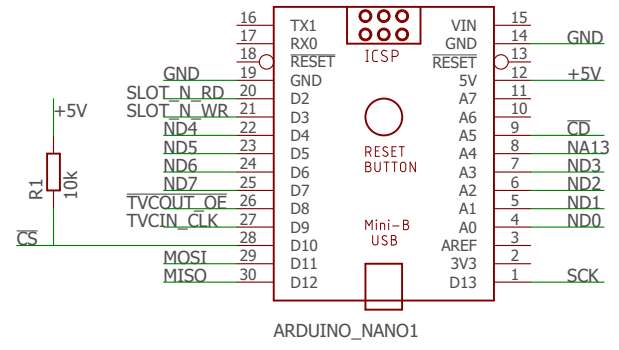 16 TX1 VIN 15
17 RX0 GND 14 GND
18 RESET ICSP RESET 13
GND 19 GND 5V 12 +5V
SLOT_N_RD 20 D2 A7 11
+5V SLOT_N_WR 21 D3 A6 10
ND4 22 D4 A5 9 CD
ND5 23 D5 RESET A4 8 NA13
R1 10k ND6 24 D6 BUTTON A3 7 ND3
ND7 25 D7 A2 6 ND2
TVCOUT_OE 26 D8 A1 5 ND1
TVCIN_CLK 27 D9 Mini-B A0 4 ND0
CS 28 D10 USB AREF 3
MOSI 29 D11 3V3 2
MISO 30 D12 D13 1 SCK
ARDUINO_NANO1